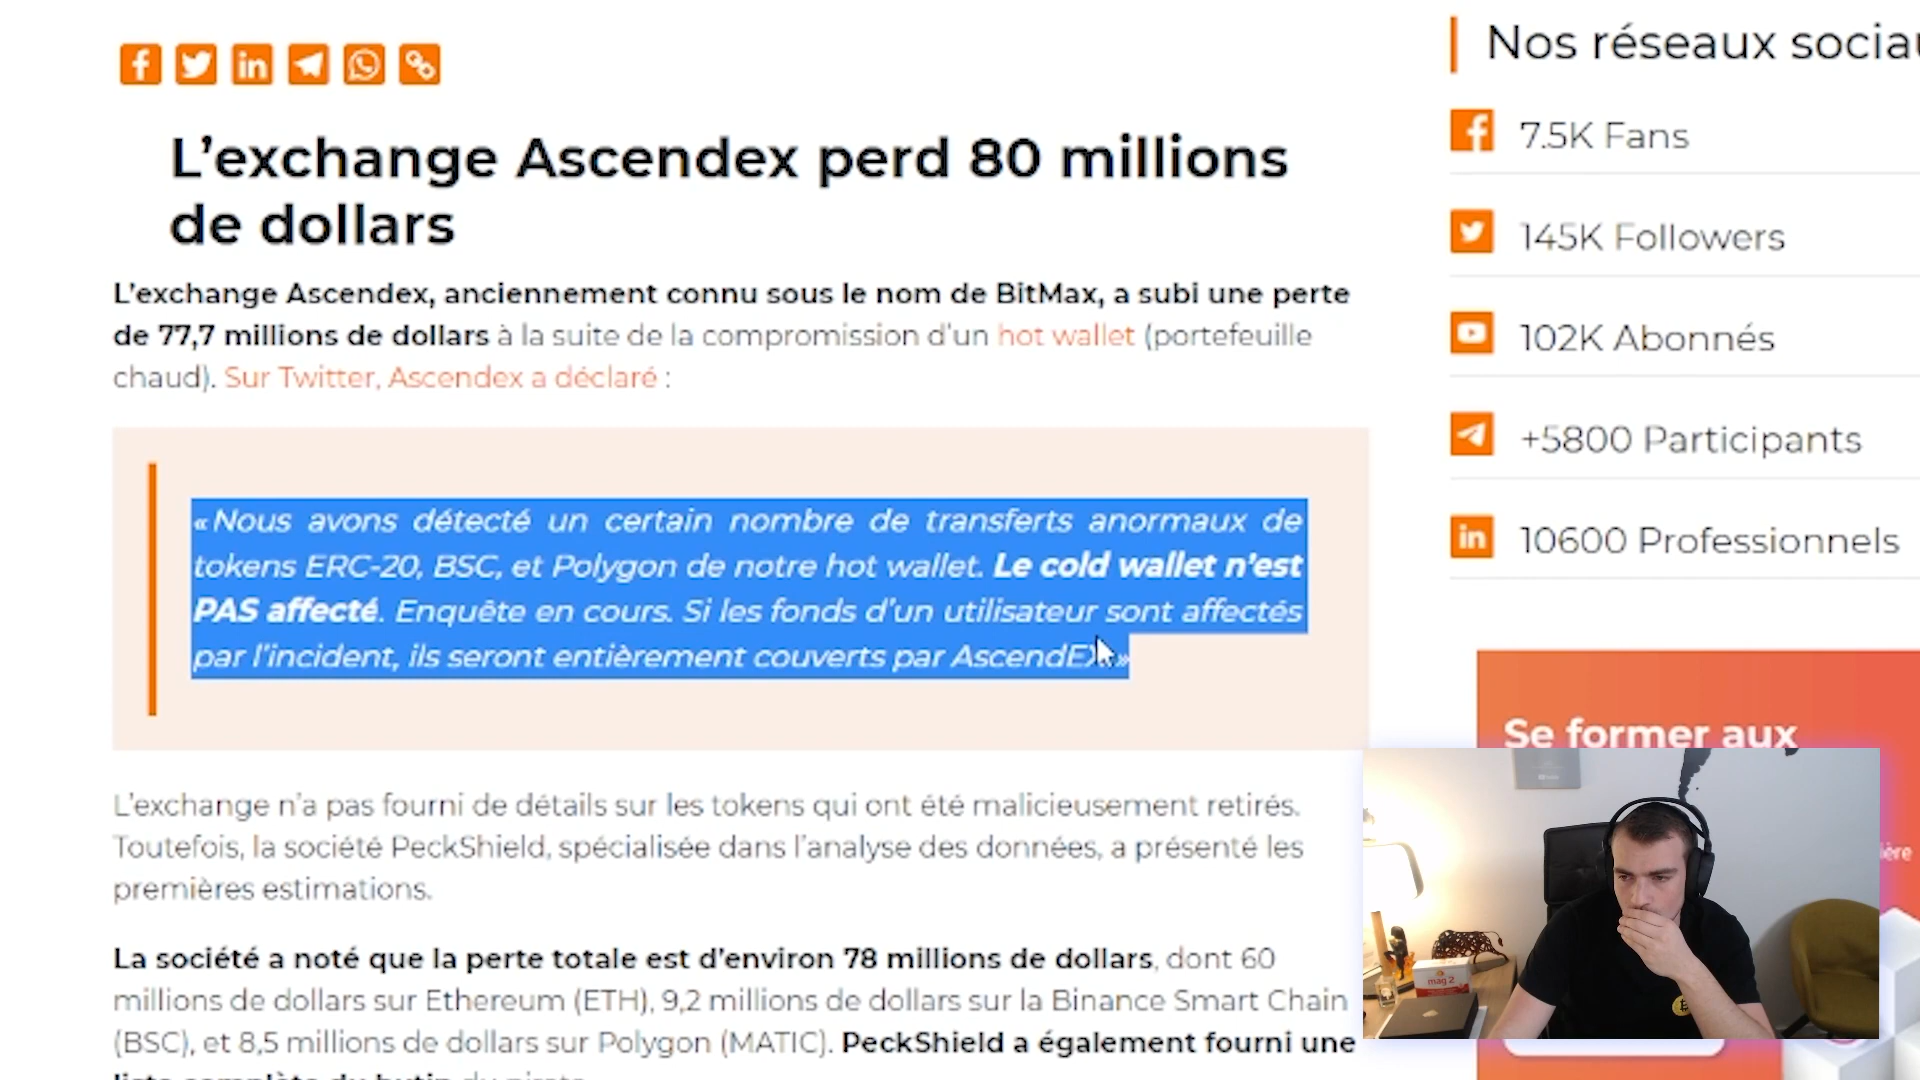 L'exchange Ascendex perd 80 millions
de dollars
L'exchange Ascendex, anciennement connu sous le nom de BitMax, a subi une perte
de 77,7 millions de dollars à la suite de la compromission d'un hot wallet (portefeuille
chaud). Sur Twitter, Ascendex a déclaré :
« Nous avons détecté un certain nombre de transferts anormaux de
tokens ERC-20, BSC, et Polygon de notre hot wallet. Le cold wallet n'est
PAS affecté. Enquête en cours. Si les fonds d'un utilisateur sont affectés
par l'incident, ils seront entièrement couverts par AscendEX. »
L'exchange n'a pas fourni de détails sur les tokens qui ont été malicieusement retirés.
Toutefois, la société PeckShield, spécialisée dans l'analyse des données, a présenté les
premières estimations.
La société a noté que la perte totale est d'environ 78 millions de dollars, dont 60
millions de dollars sur Ethereum (ETH), 9,2 millions de dollars sur la Binance Smart Chain
(BSC), et 8,5 millions de dollars sur Polygon (MATIC). PeckShield a également fourni une
Nos réseaux sociau
7.5K Fans
145K Followers
102K Abonnés
+5800 Participants
10600 Professionnels
Se former aux
ière
mag 2